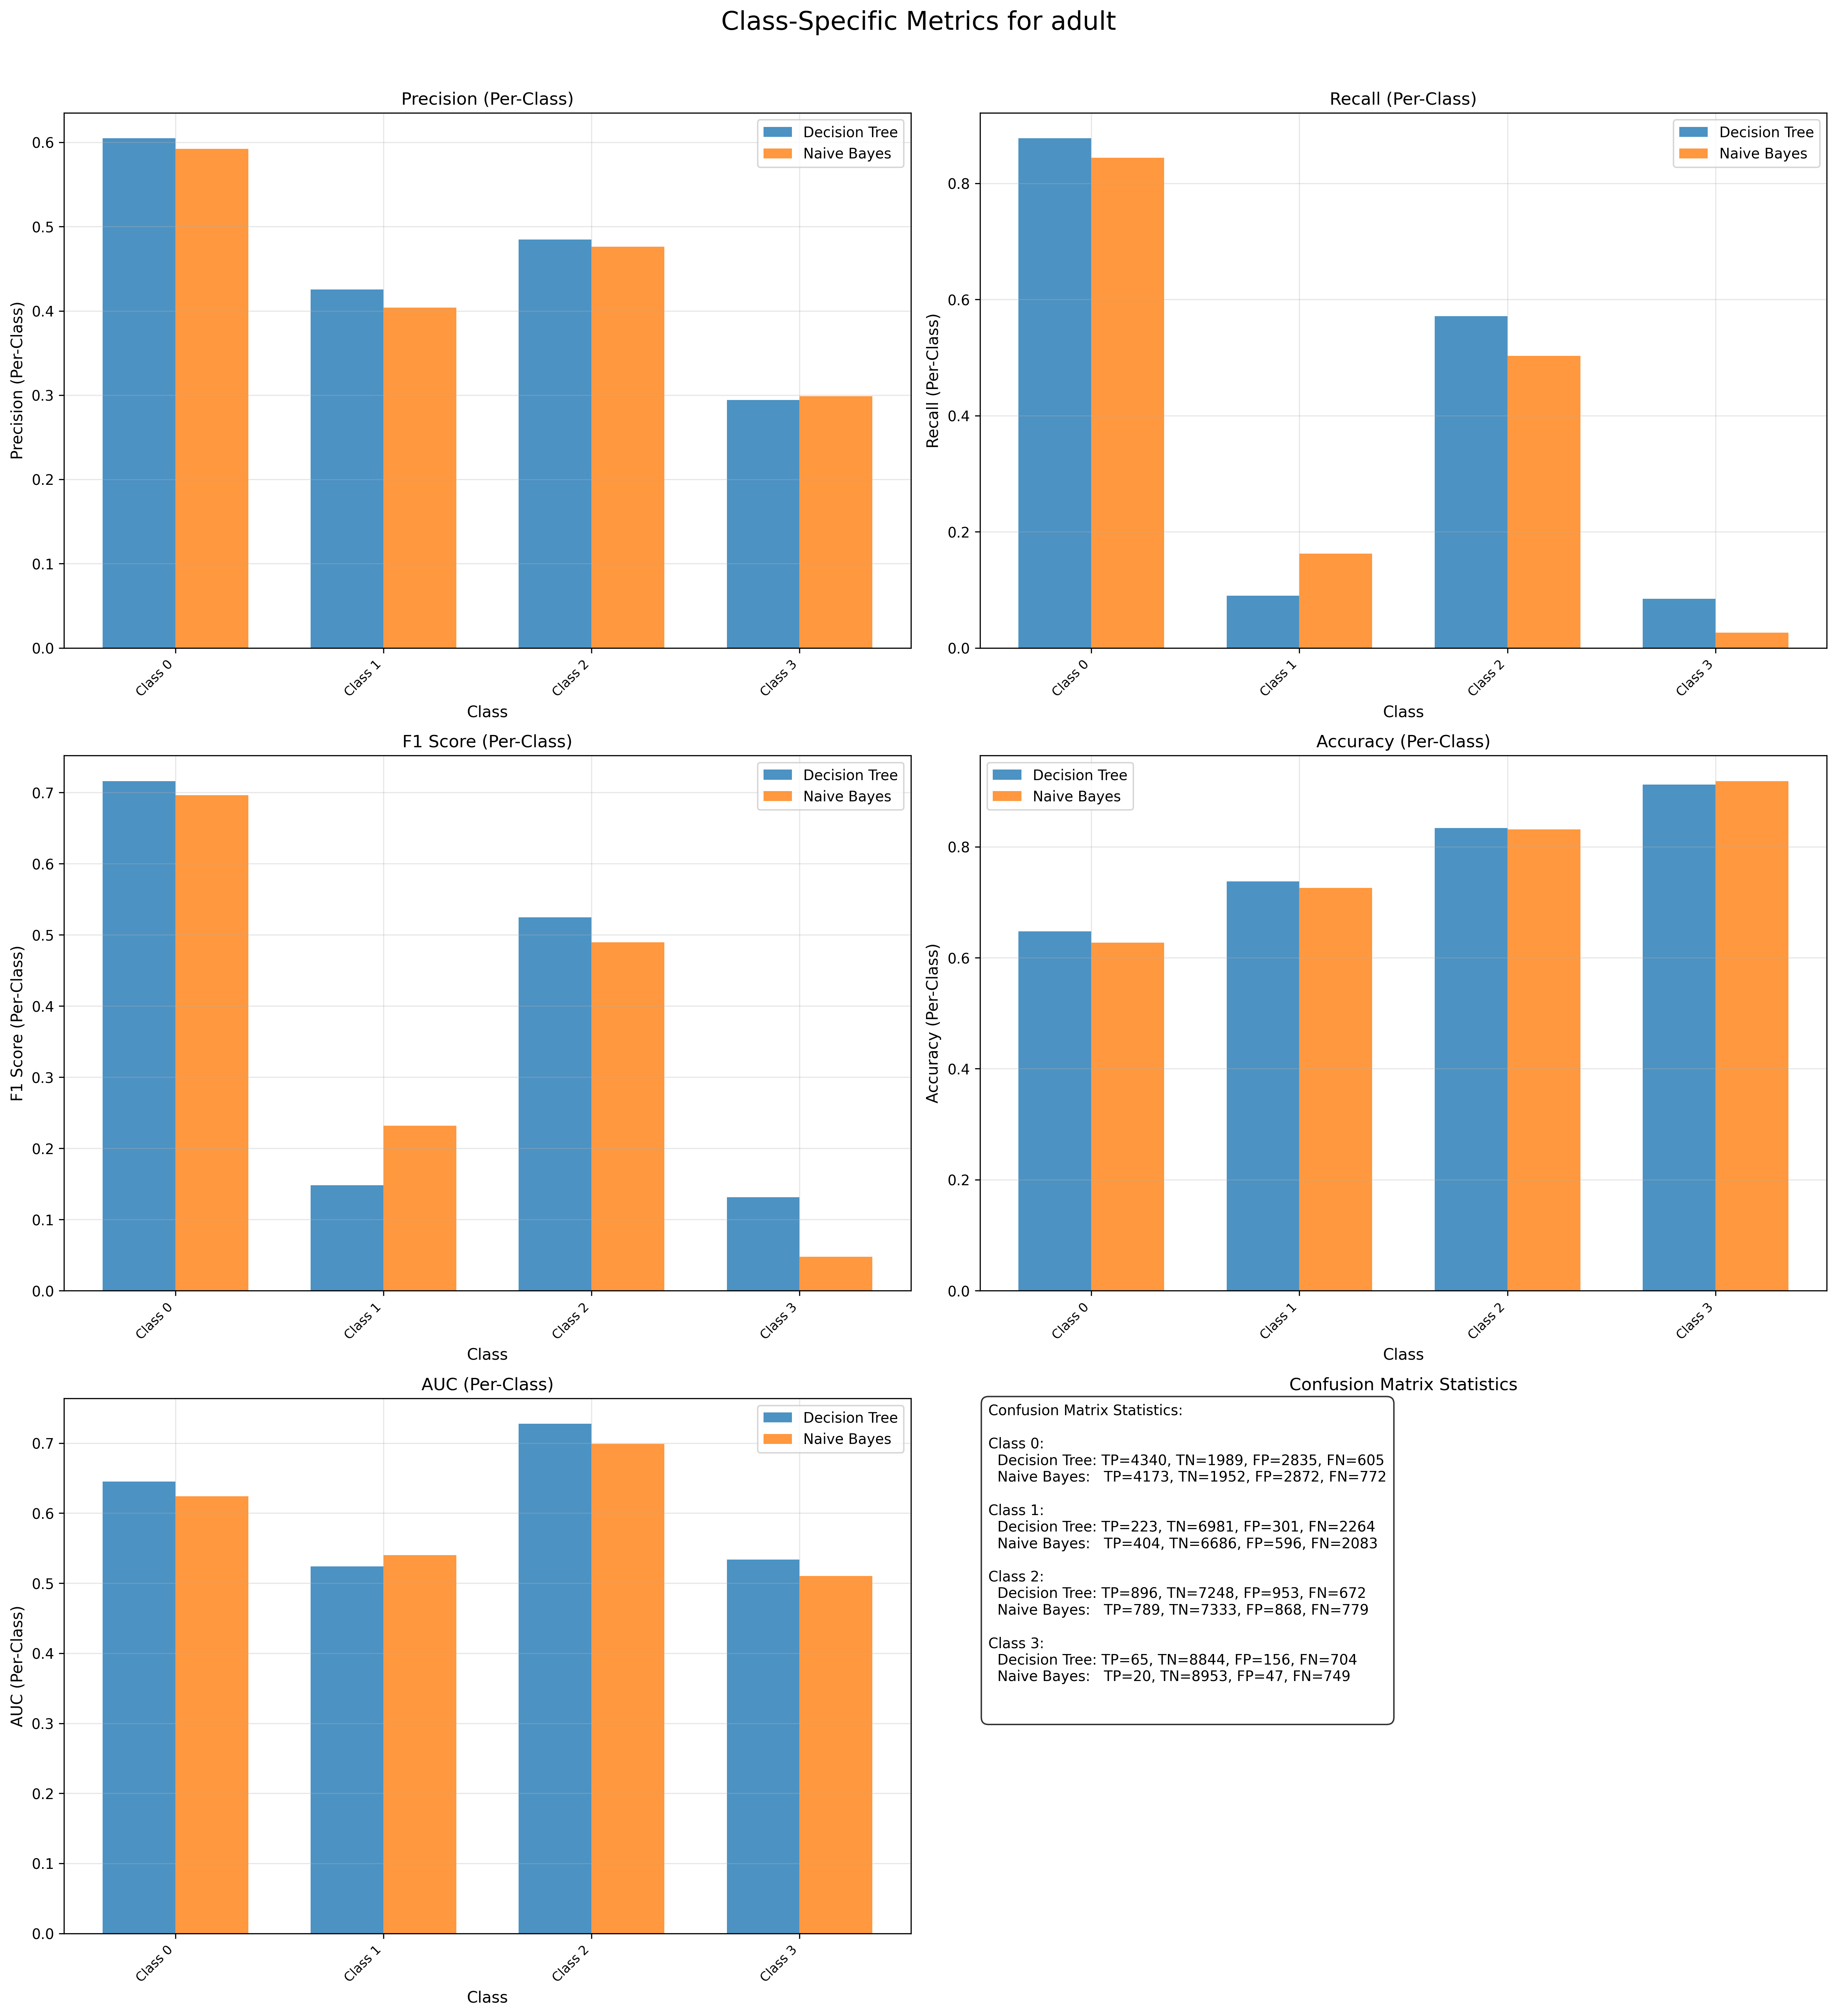 Class-Specific Metrics for adult
Precision (Per-Class)
Precision (Per-Class)
0.6
0.5
0.4
0.3
0.2
0.1
0.0
Decision Tree
Naive Bayes
Class 0
Class 1
Class 2
Class 3
Class
Recall (Per-Class)
Recall (Per-Class)
0.8
0.6
0.4
0.2
0.0
Decision Tree
Naive Bayes
Class 0
Class 1
Class 2
Class 3
Class
F1 Score (Per-Class)
F1 Score (Per-Class)
0.7
0.6
0.5
0.4
0.3
0.2
0.1
0.0
Decision Tree
Naive Bayes
Class 0
Class 1
Class 2
Class 3
Class
Accuracy (Per-Class)
Accuracy (Per-Class)
0.8
0.6
0.4
0.2
0.0
Decision Tree
Naive Bayes
Class 0
Class 1
Class 2
Class 3
Class
AUC (Per-Class)
AUC (Per-Class)
0.7
0.6
0.5
0.4
0.3
0.2
0.1
0.0
Decision Tree
Naive Bayes
Class 0
Class 1
Class 2
Class 3
Class
Confusion Matrix Statistics
Confusion Matrix Statistics:
Class 0:
Decision Tree: TP=4340, TN=1989, FP=2835, FN=605
Naive Bayes: TP=4173, TN=1952, FP=2872, FN=772
Class 1:
Decision Tree: TP=223, TN=6981, FP=301, FN=2264
Naive Bayes: TP=404, TN=6686, FP=596, FN=2083
Class 2:
Decision Tree: TP=896, TN=7248, FP=953, FN=672
Naive Bayes: TP=789, TN=7333, FP=868, FN=779
Class 3:
Decision Tree: TP=65, TN=8844, FP=156, FN=704
Naive Bayes: TP=20, TN=8953, FP=47, FN=749